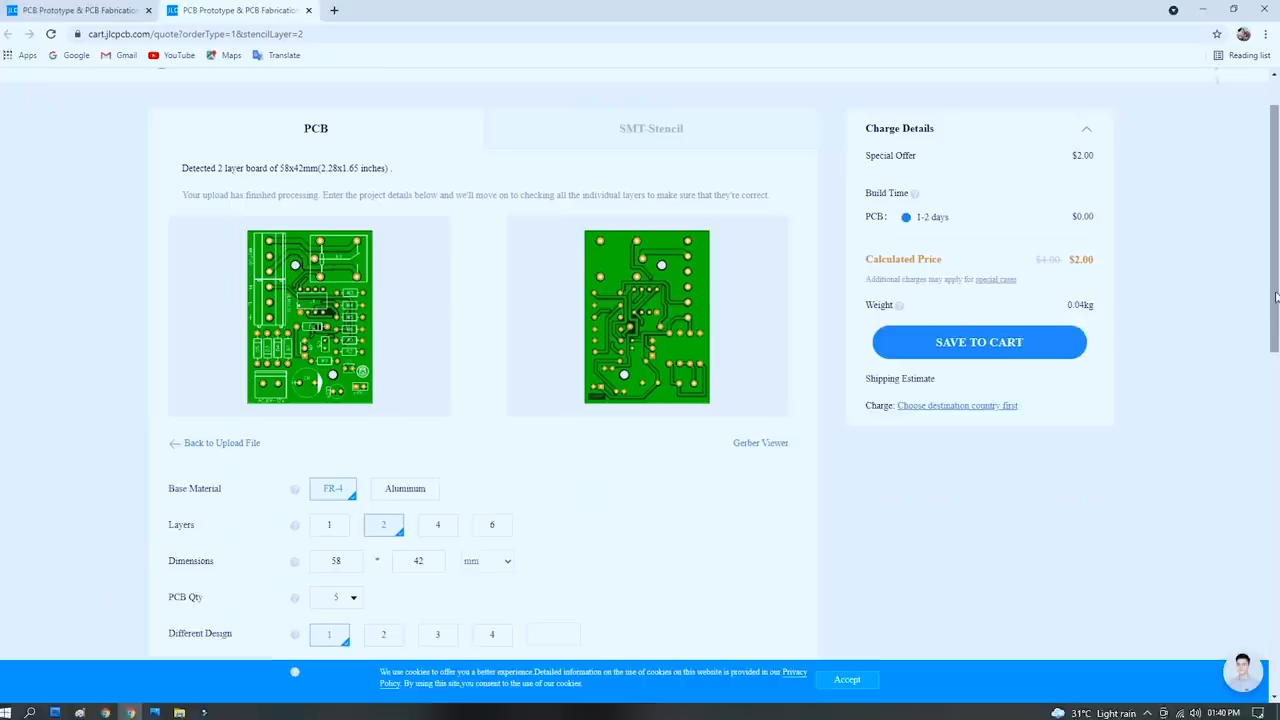 PCB Prototype & PCB Fabrication
PCB Prototype & PCB Fabrication
cart.jlcpcb.com/quote?orderType=1&stencilLayer=2
Apps
Google
Gmail
YouTube
Maps
Translate
Reading list
PCB
SMT-Stencil
Detected 2 layer board of 58x42mm(2.28x1.65 inches) .
Your upload has finished processing. Enter the project details below and we'll move on to checking all the individual layers to make sure that they're correct.
Back to Upload File
Gerber Viewer
Base Material
FR-4
Aluminum
Layers
1
2
4
6
Dimensions
58
*
42
mm
PCB Qty
5
Different Design
1
2
3
4
Charge Details
Special Offer
$2.00
Build Time
PCB:
1-2 days
$0.00
Calculated Price
$4.00
$2.00
Additional charges may apply for special cases
Weight
0.04kg
SAVE TO CART
Shipping Estimate
Charge: Choose destination country first
We use cookies to offer you a better experience.Detailed information on the use of cookies on this website is provided in our Privacy
Policy. By using this site,you consent to the use of our cookies.
Accept
31°C Light rain
01:40 PM